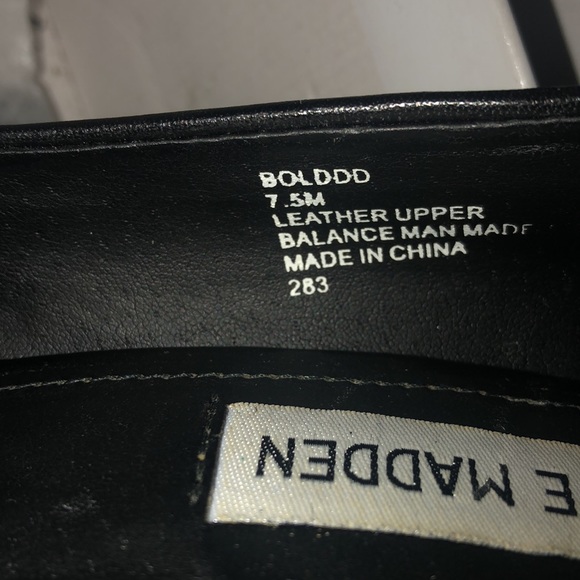 BOLDDD
7.5M
LEATHER UPPER
BALANCE MAN MADE
MADE IN CHINA
283
E MADDEN